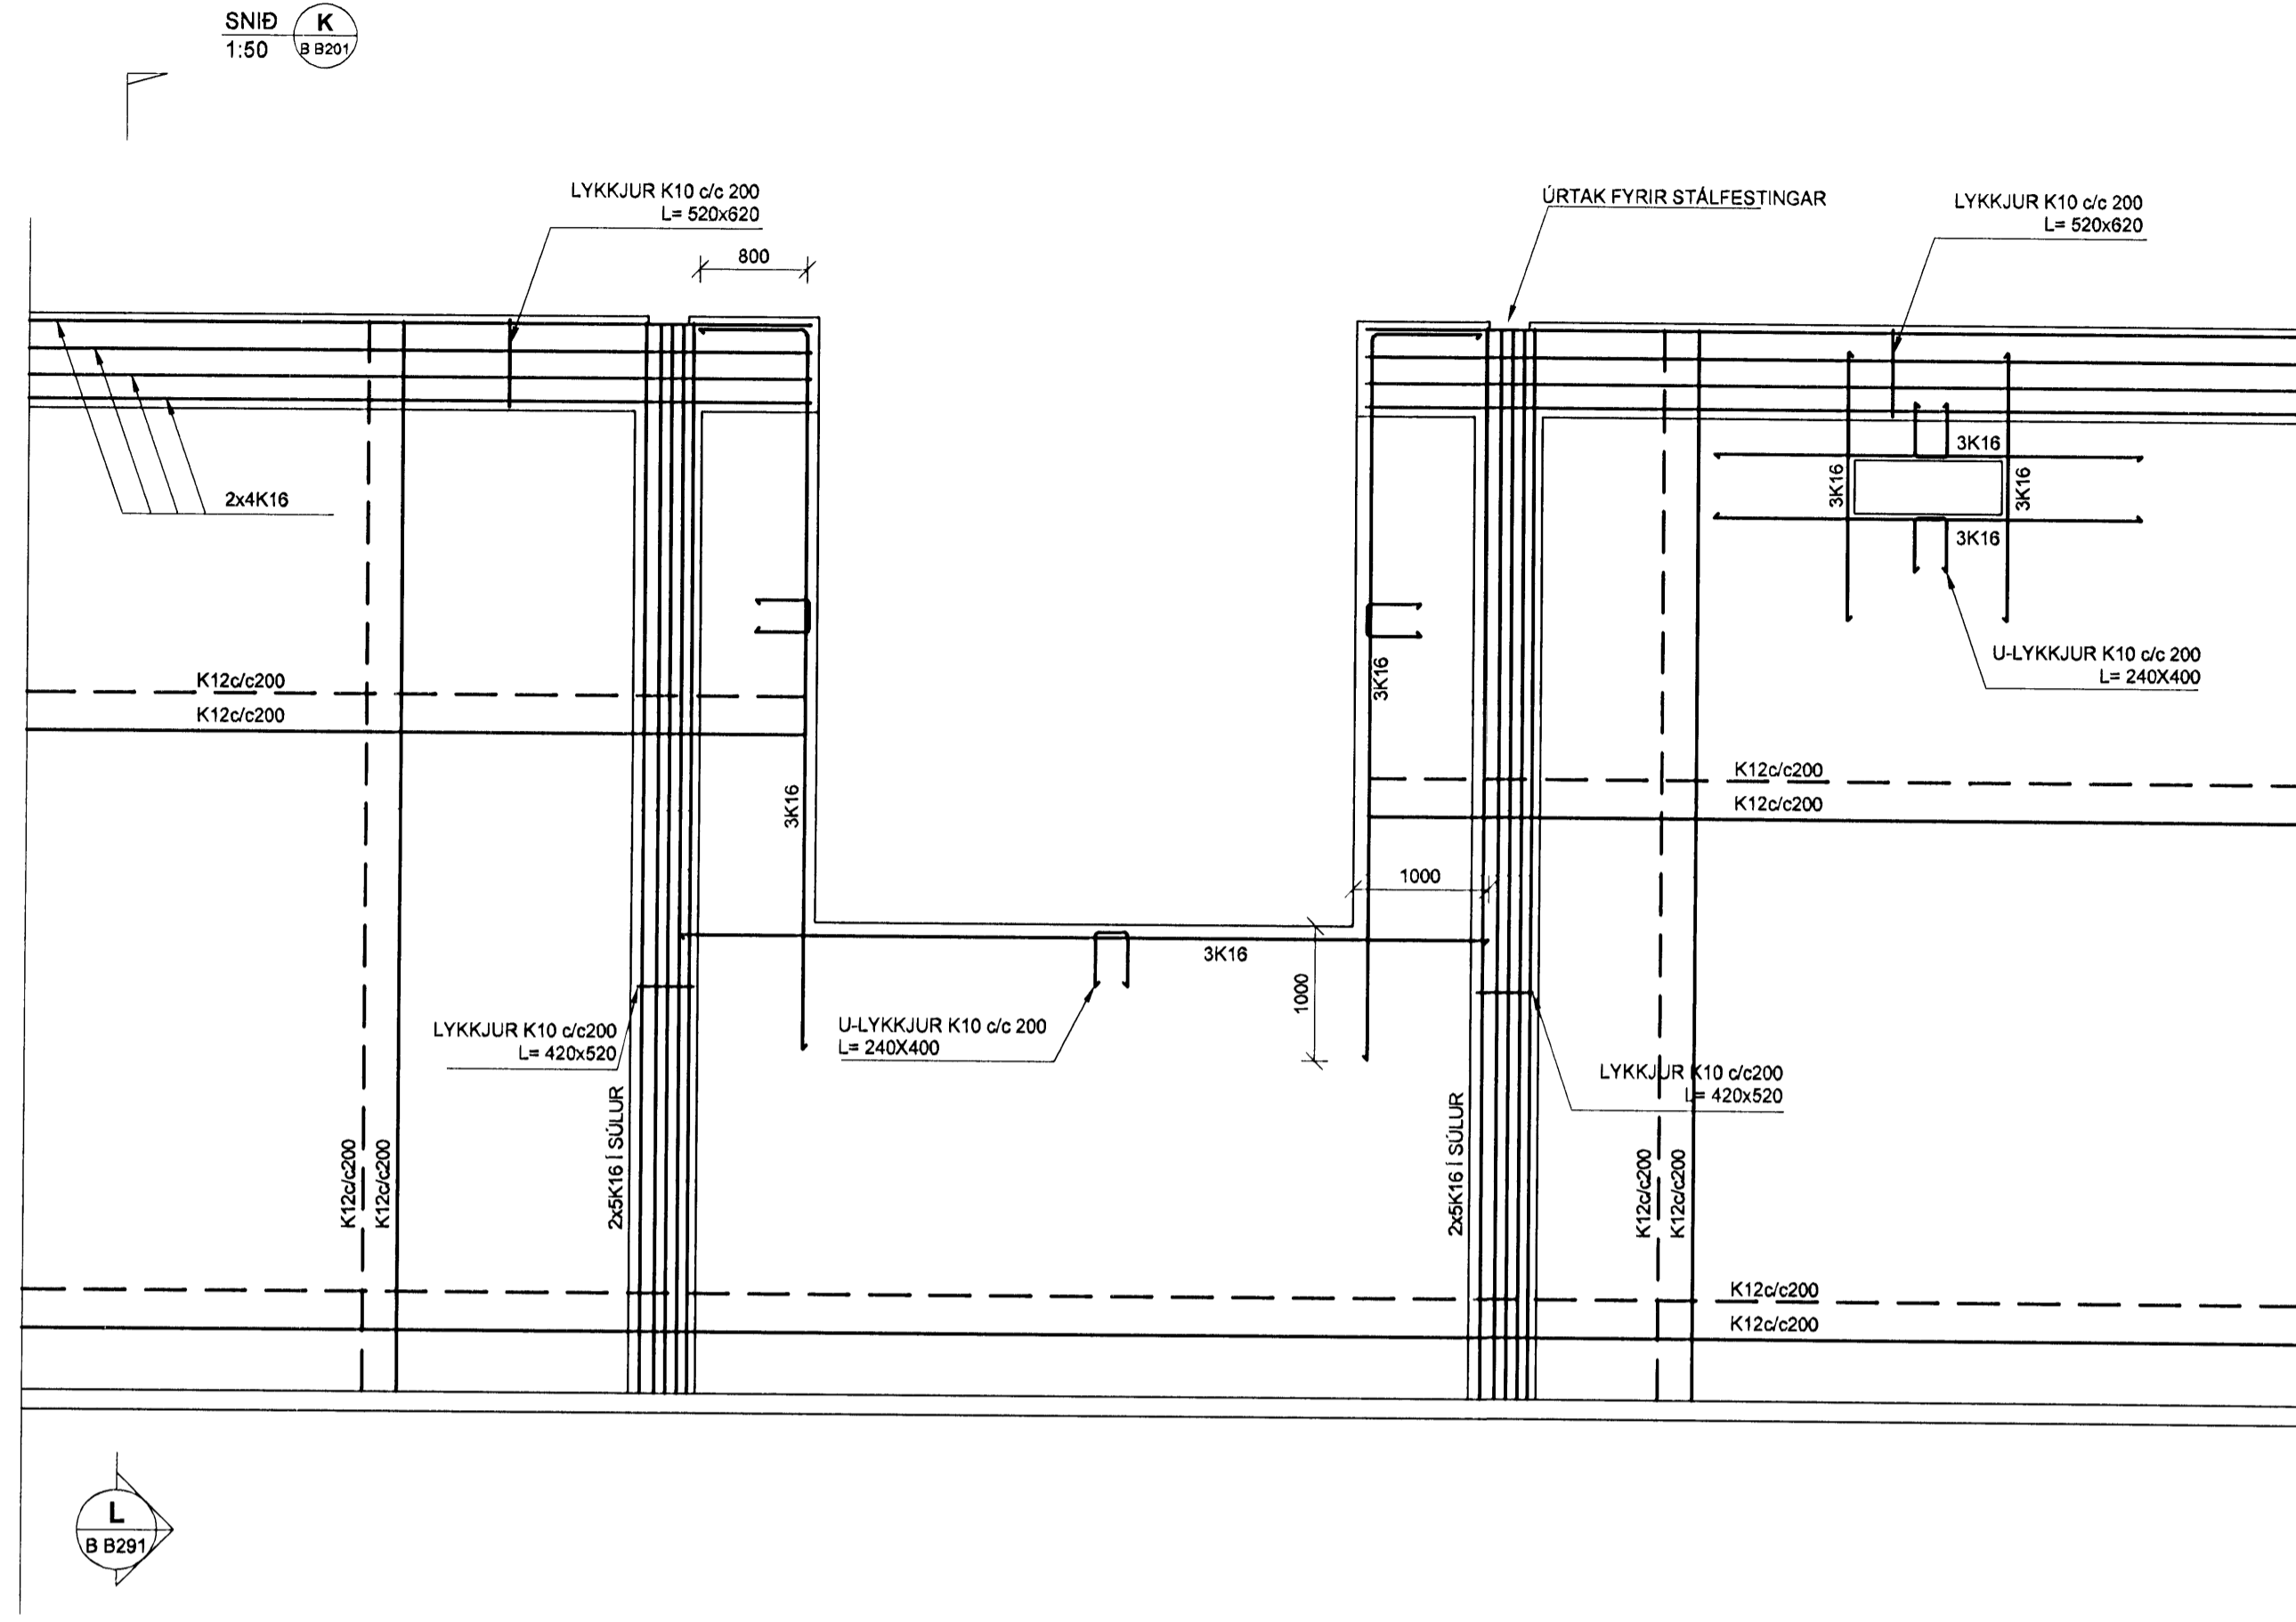 SNIÐ
1:50
K
B B201
LYKKJUR K10 c/c 200
L= 520x620
800
ÚRTAK FYRIR STÁLFESTINGAR
LYKKJUR K10 c/c 200
L= 520x620
2x4K16
3K16
3K16
3K16
3K16
U-LYKKJUR K10 c/c 200
L= 240X400
K12c/c200
K12c/c200
3K16
3K16
K12c/c200
K12c/c200
1000
3K16
1000
LYKKJUR K10 c/c200
L= 420x520
U-LYKKJUR K10 c/c 200
L= 240X400
LYKKJUR K10 c/c200
L= 420x520
K12c/c200
K12c/c200
2x5K16 Í SÚLUR
2x5K16 Í SÚLUR
K12c/c200
K12c/c200
K12c/c200
K12c/c200
L
B B291